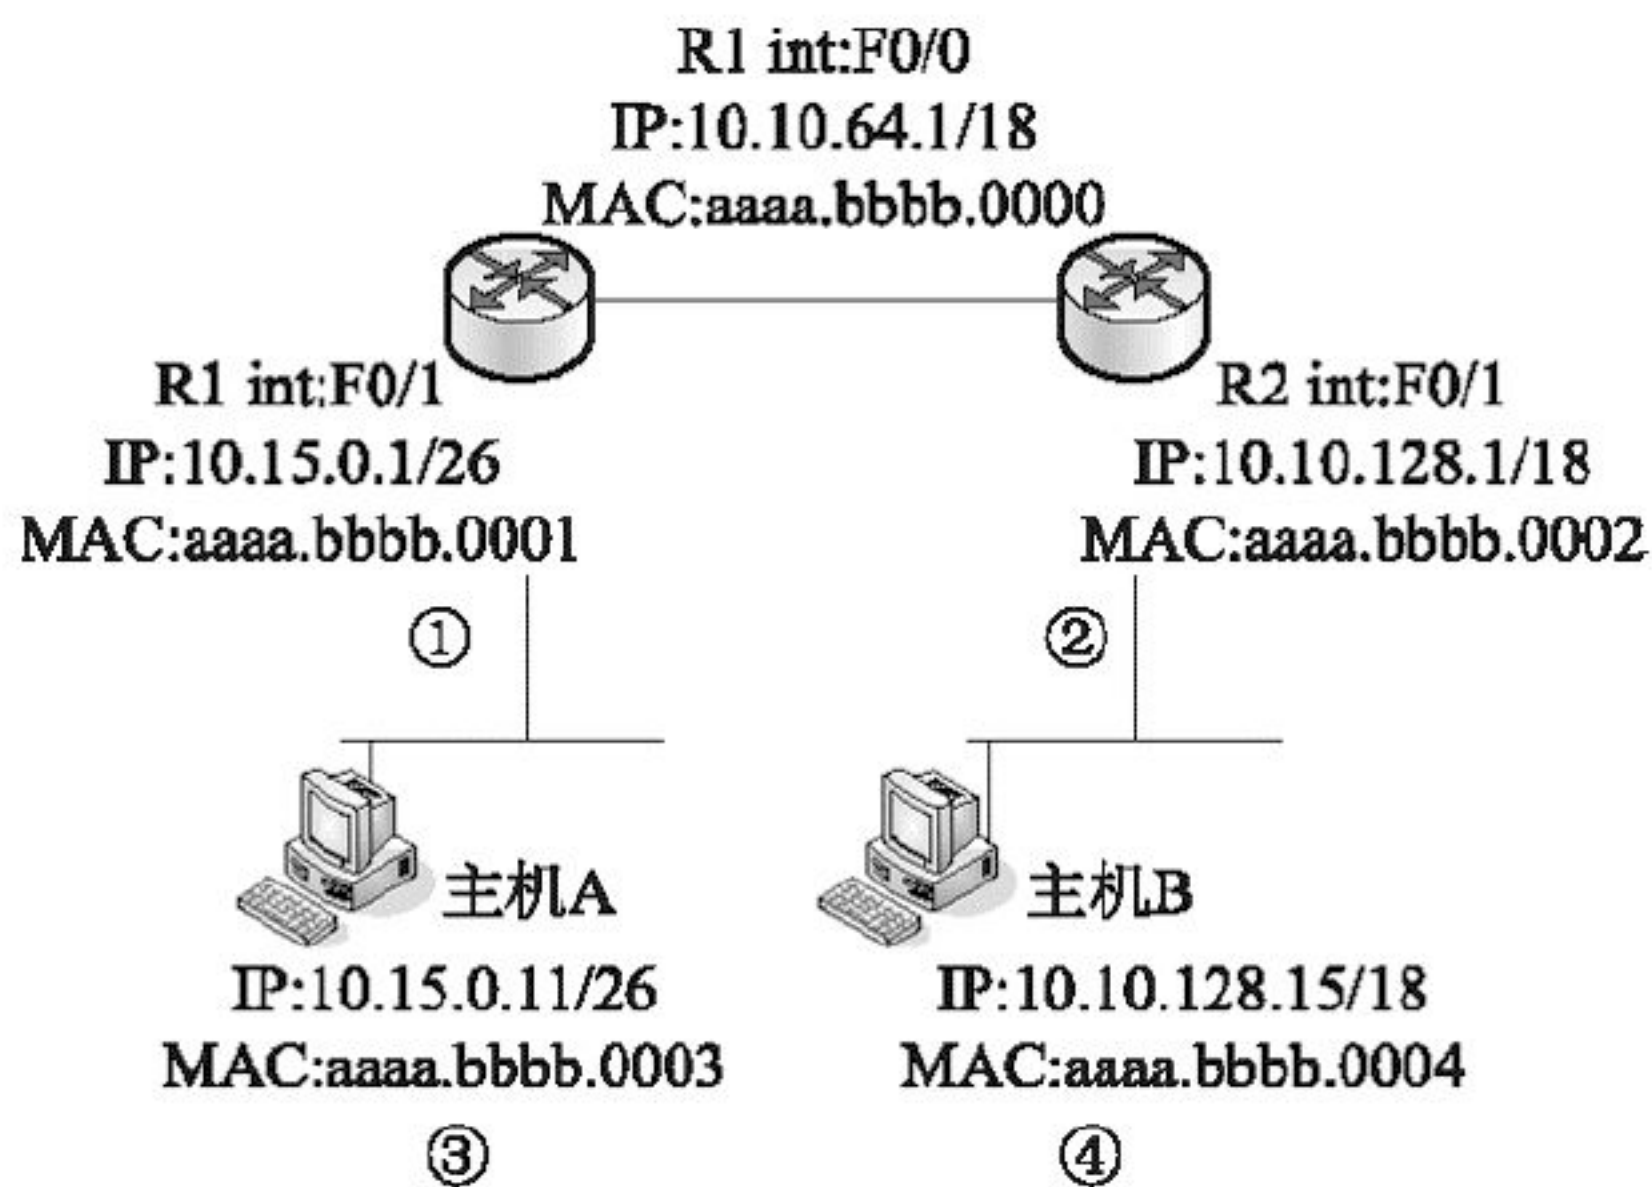 R1 int:F0/0
IP:10.10.64.1/18
MAC:aaaa.bbbb.0000
R1 int:F0/1
IP:10.15.0.1/26
MAC:aaaa.bbbb.0001
R2 int:F0/1
IP:10.10.128.1/18
MAC:aaaa.bbbb.0002
①
②
主机A
IP:10.15.0.11/26
MAC:aaaa.bbbb.0003
③
主机B
IP:10.10.128.15/18
MAC:aaaa.bbbb.0004
④